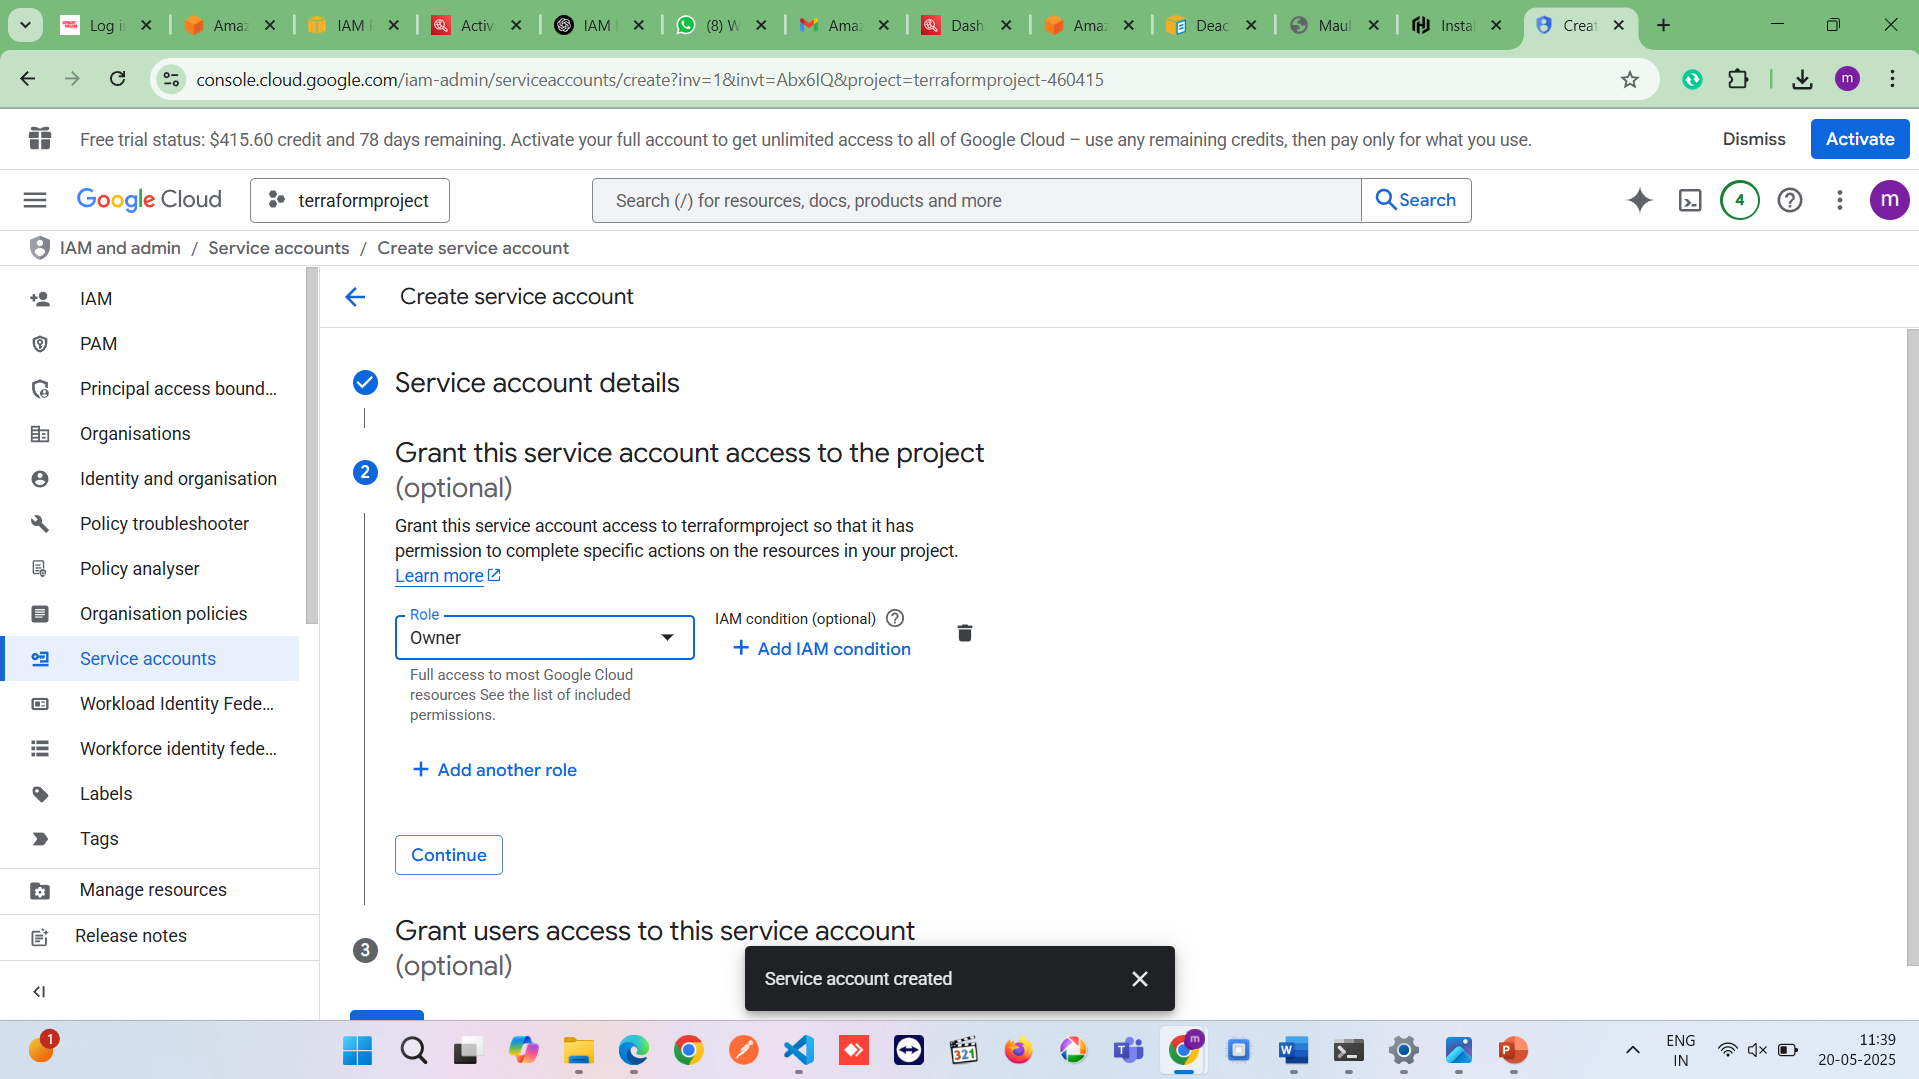 Log i
Amaz
IAM
Activ
IAM
(8) W
Amaz
Dash
Amaz
Deac
Maul
Instal
Creat
console.cloud.google.com/iam-admin/serviceaccounts/create?inv=1&invt=Abx6IQ&project=terraformproject-460415
m
Free trial status: $415.60 credit and 78 days remaining. Activate your full account to get unlimited access to all of Google Cloud – use any remaining credits, then pay only for what you use.
Dismiss
Activate
Google Cloud
terraformproject
Search (/) for resources, docs, products and more
Search
4
m
IAM and admin / Service accounts / Create service account
IAM
PAM
Principal access bound...
Organisations
Identity and organisation
Policy troubleshooter
Policy analyser
Organisation policies
Service accounts
Workload Identity Fede...
Workforce identity fede...
Labels
Tags
Manage resources
Release notes
Create service account
Service account details
2
Grant this service account access to the project
(optional)
Grant this service account access to terraformproject so that it has
permission to complete specific actions on the resources in your project.
Learn more
Role
Owner
IAM condition (optional)
+ Add IAM condition
Full access to most Google Cloud
resources See the list of included
permissions.
+ Add another role
Continue
3
Grant users access to this service account
(optional)
Service account created
1
321
m
ENG
IN
11:39
20-05-2025